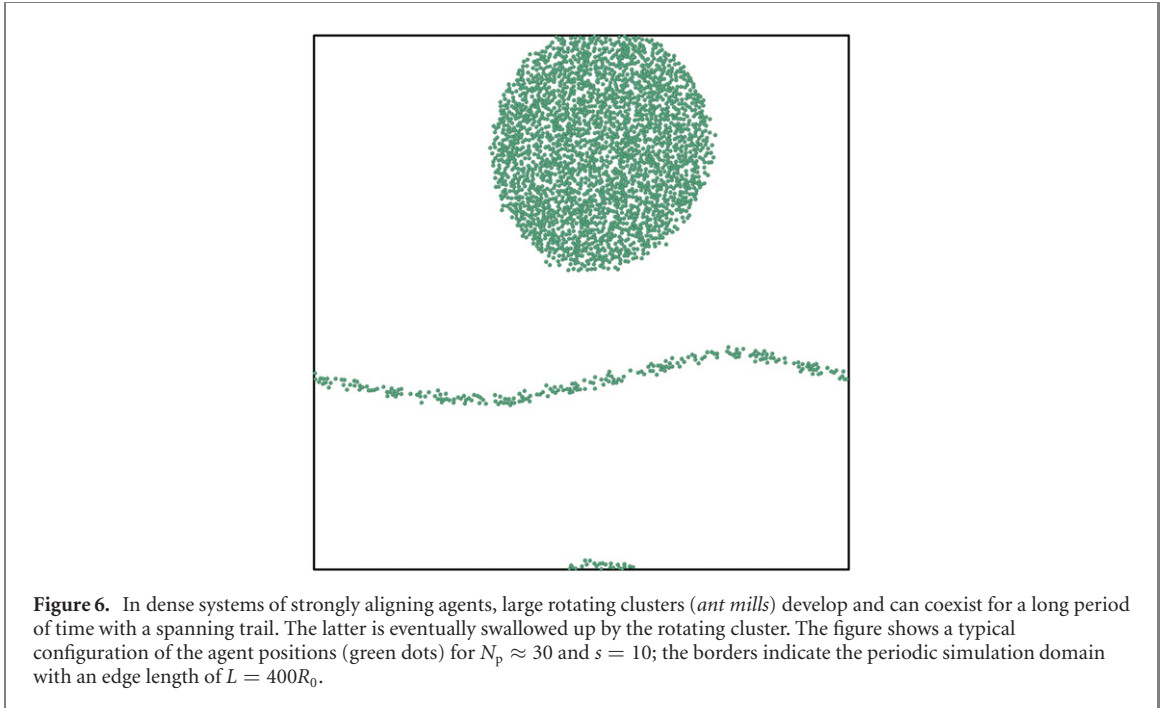 Figure 6. In dense systems of strongly aligning agents, large rotating clusters (ant mills) develop and can coexist for a long period
of time with a spanning trail. The latter is eventually swallowed up by the rotating cluster. The figure shows a typical
configuration of the agent positions (green dots) for Np ≈ 30 and s = 10; the borders indicate the periodic simulation domain
with an edge length of L = 400R0.